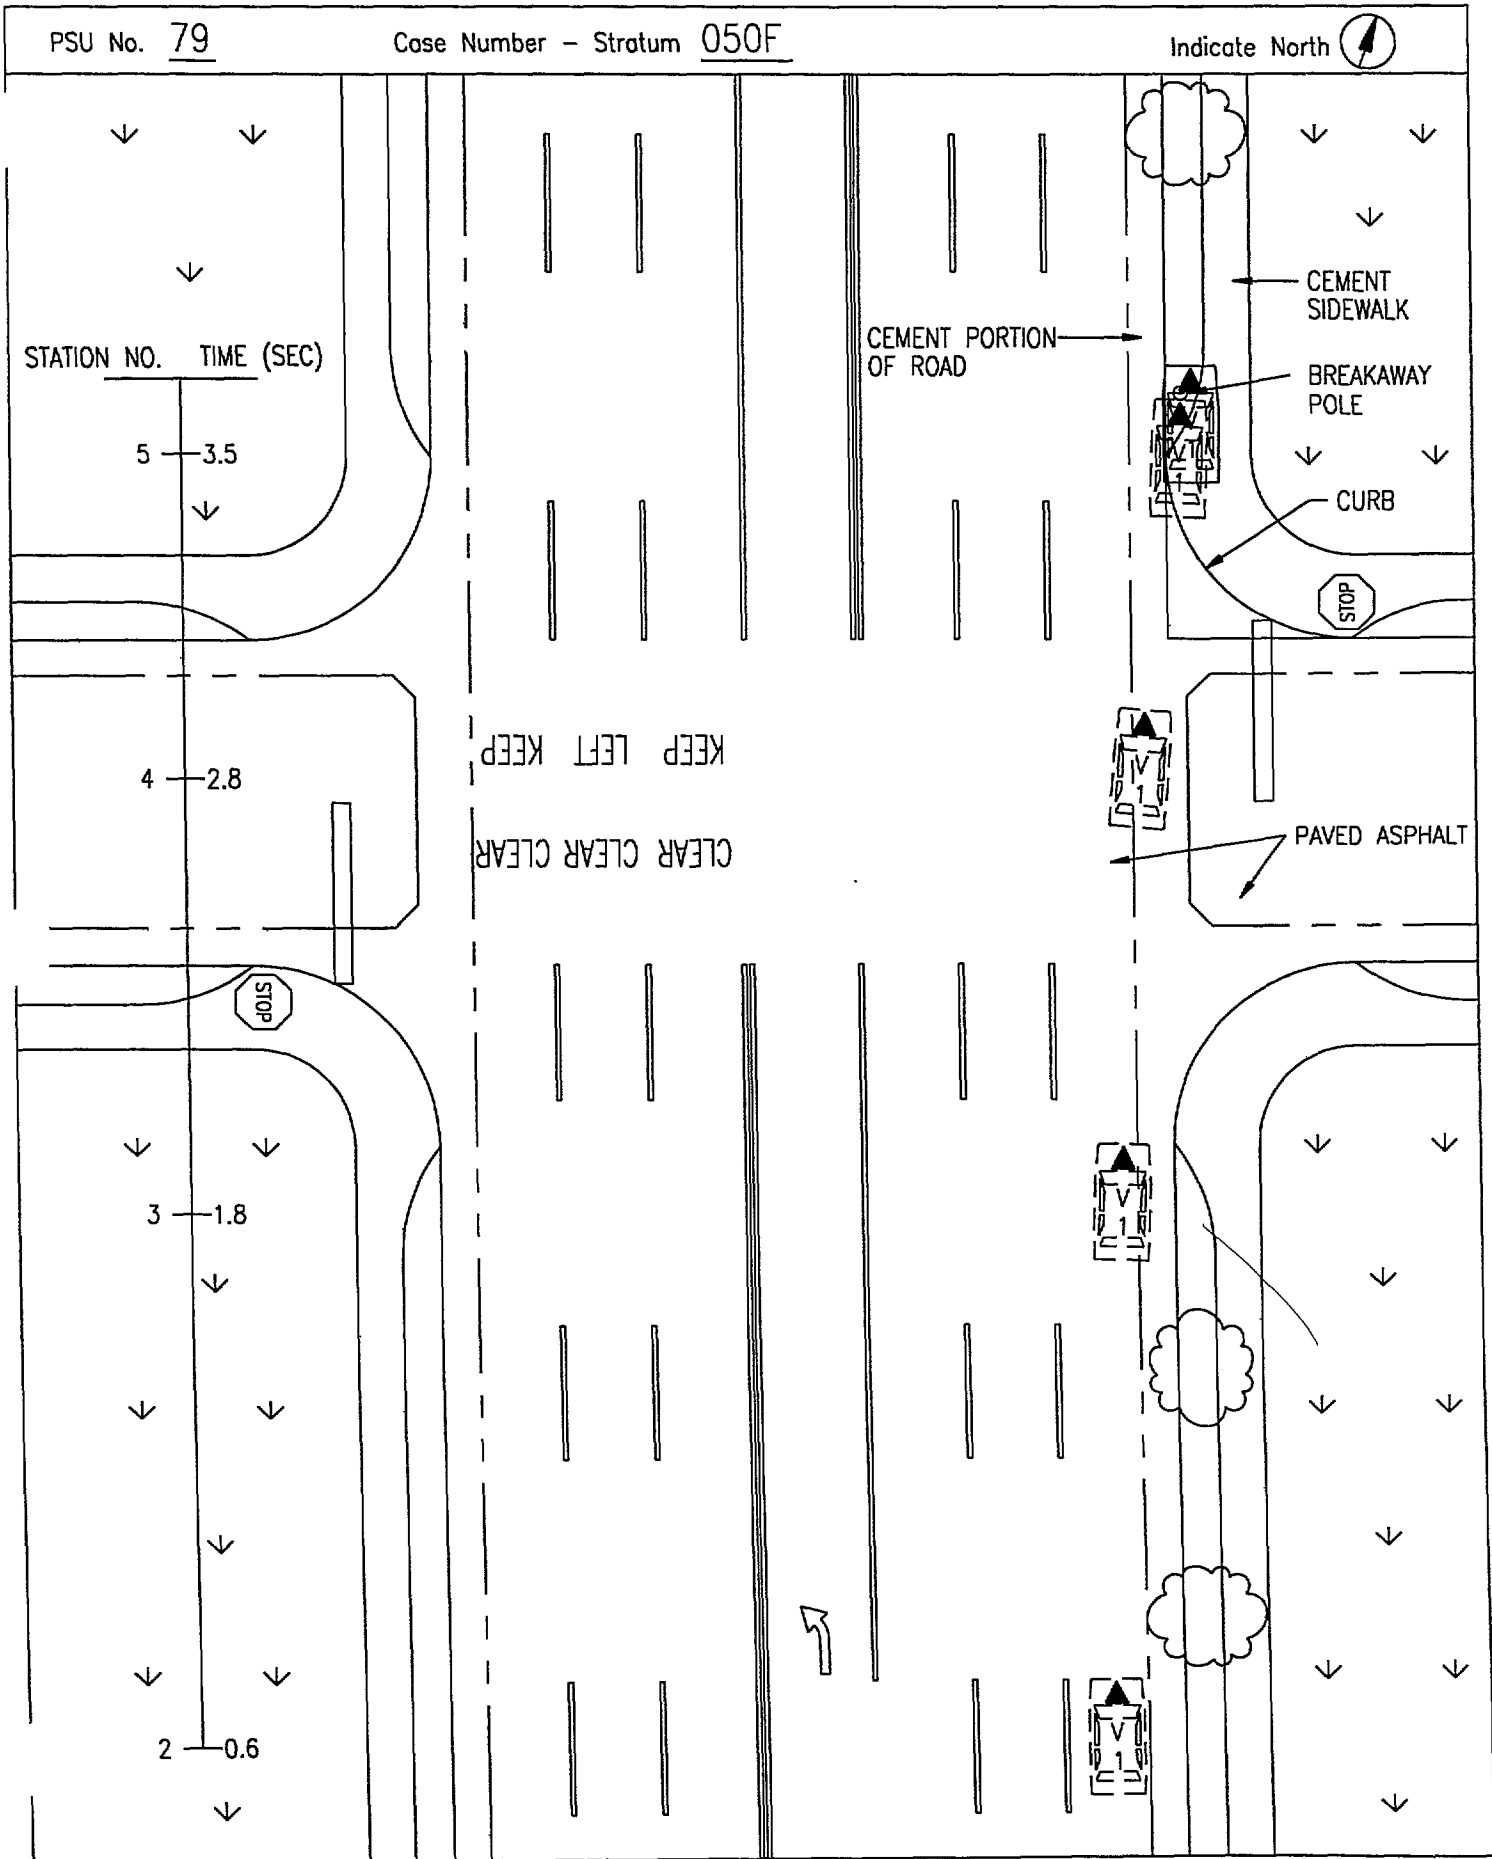 PSU No. 79 Case Number - Stratum 050F Indicate North
CEMENT
SIDEWALK
CEMENT PORTION
OF ROAD
STATION NO. TIME (SEC)
BREAKAWAY
POLE
5 3.5
V
1
V
1
CURB
STOP
KEEP LEFT KEEP
4 2.8
V
1
CLEAR CLEAR CLEAR
PAVED ASPHALT
STOP
3 1.8
V
1
2 0.6
V
1